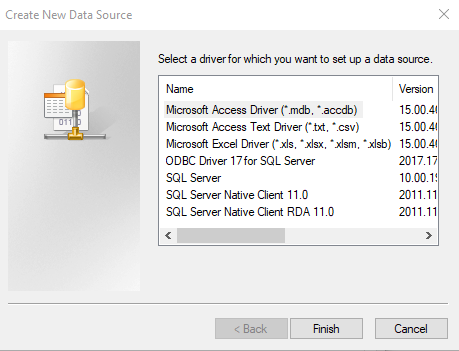 Create New Data Source
Select a driver for which you want to set up a data source.
Name Version
Microsoft Access Driver (*.mdb, *.accdb) 15.00.4
Microsoft Access Text Driver (*.txt, *.csv) 15.00.4
Microsoft Excel Driver (*.xls, *.xlsx, *.xlsm, *.xlsb) 15.00.4
ODBC Driver 17 for SQL Server 2017.17
SQL Server 10.00.1
SQL Server Native Client 11.0 2011.11
SQL Server Native Client RDA 11.0 2011.11
< Back Finish Cancel